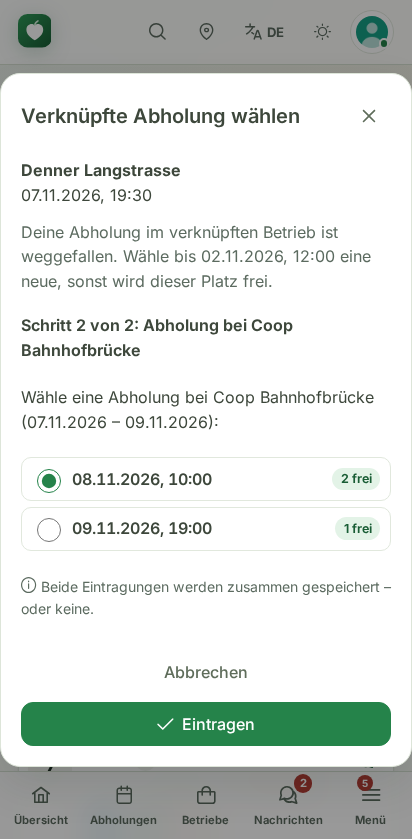 DE
Verknüpfte Abholung wählen
Denner Langstrasse
07.11.2026, 19:30
Deine Abholung im verknüpften Betrieb ist
weggefallen. Wähle bis 02.11.2026, 12:00 eine
neue, sonst wird dieser Platz frei.
Schritt 2 von 2: Abholung bei Coop
Bahnhofbrücke
Wähle eine Abholung bei Coop Bahnhofbrücke
(07.11.2026 – 09.11.2026):
08.11.2026, 10:00 2 frei
09.11.2026, 19:00 1 frei
Beide Eintragungen werden zusammen gespeichert –
oder keine.
Abbrechen
Eintragen
2
5
Übersicht Abholungen Betriebe Nachrichten Menü